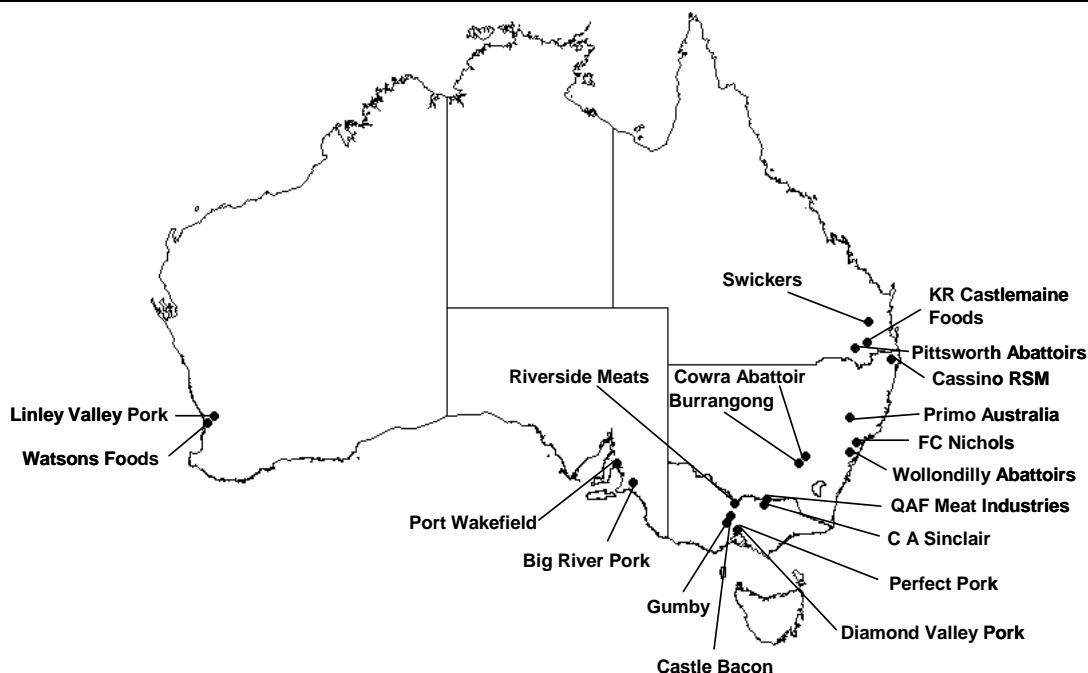 Swickers
KR Castlemaine
Foods
Pittsworth Abattoirs
Riverside Meats
Cowra Abattoir
Cassino RSM
Burrangong
Linley Valley Pork
Primo Australia
FC Nichols
Watsons Foods
Wollondilly Abattoirs
QAF Meat Industries
Port Wakefield
C A Sinclair
Big River Pork
Perfect Pork
Gumby
Diamond Valley Pork
Castle Bacon